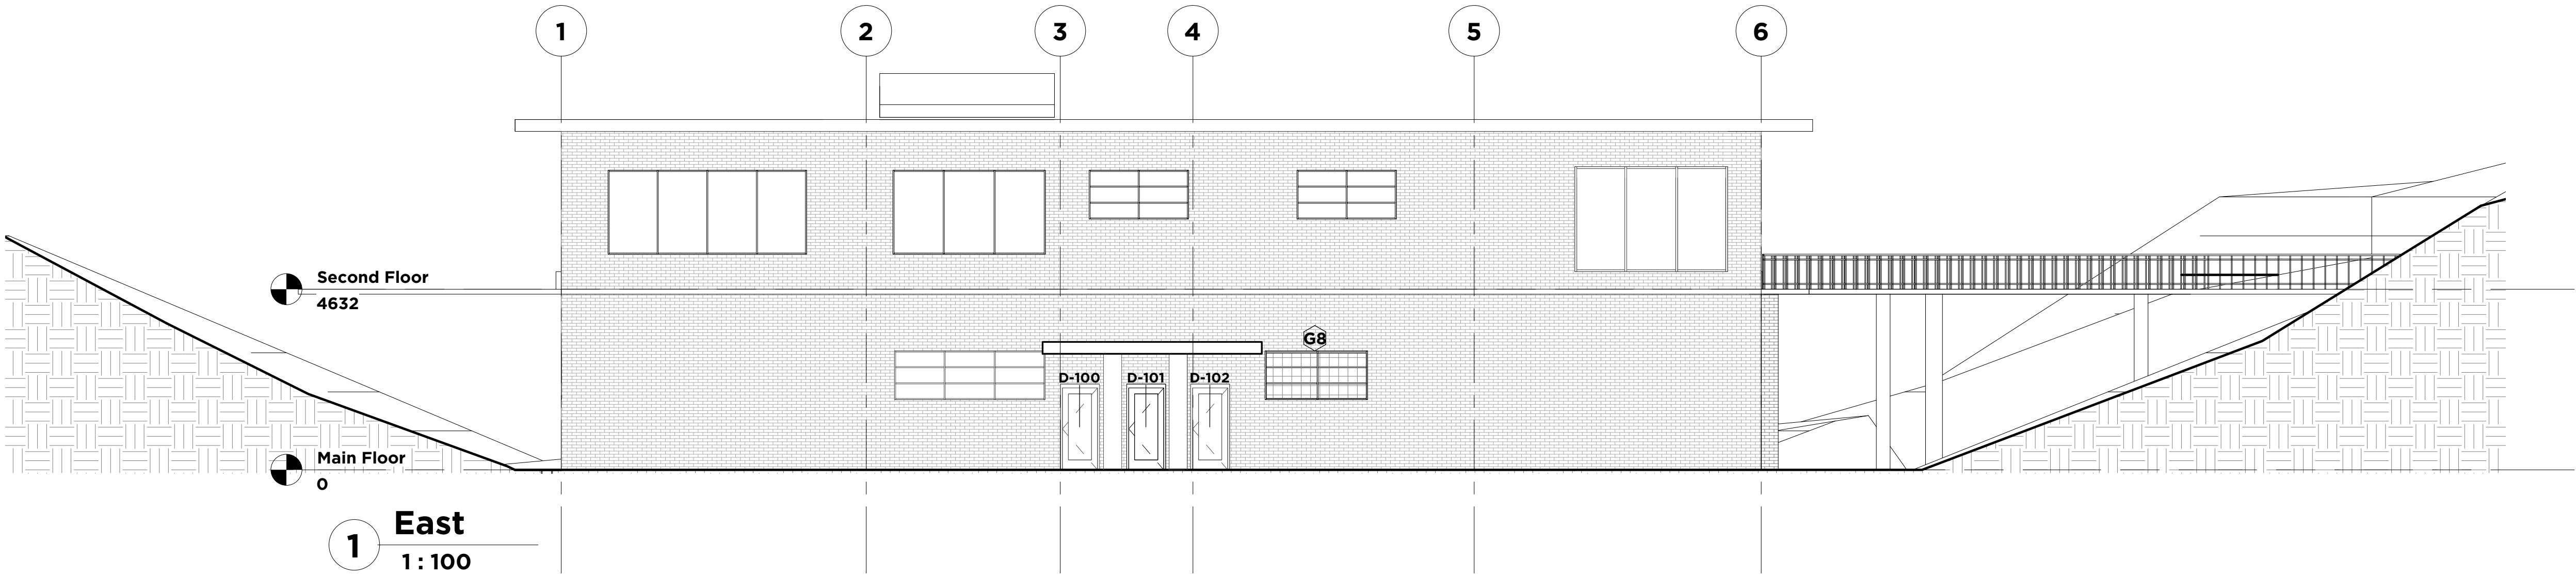 1 2 3 4 5 6
Second Floor
4632
G8
D-100 D-101 D-102
Main Floor
0
1 East
1 : 100